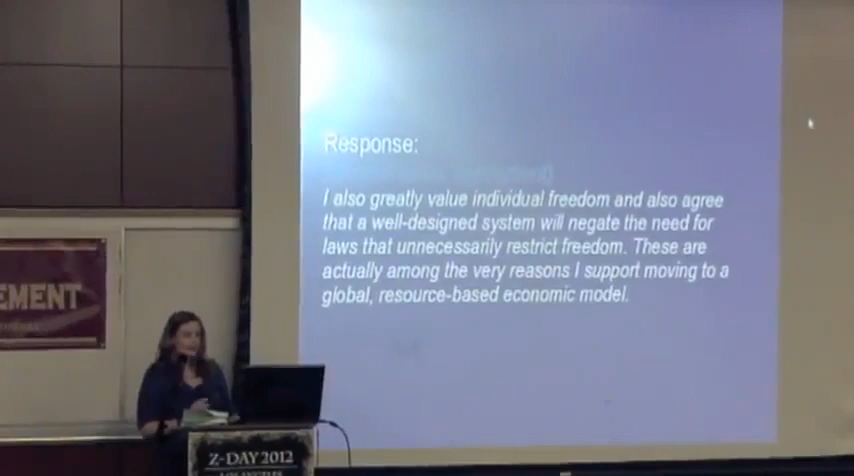 Response:
I also greatly value individual freedom and also agree
that a well-designed system will negate the need for
laws that unnecessarily restrict freedom. These are
actually among the very reasons I support moving to a
global, resource-based economic model.
EMENT
Z-DAY 2012
LOS ANGELES